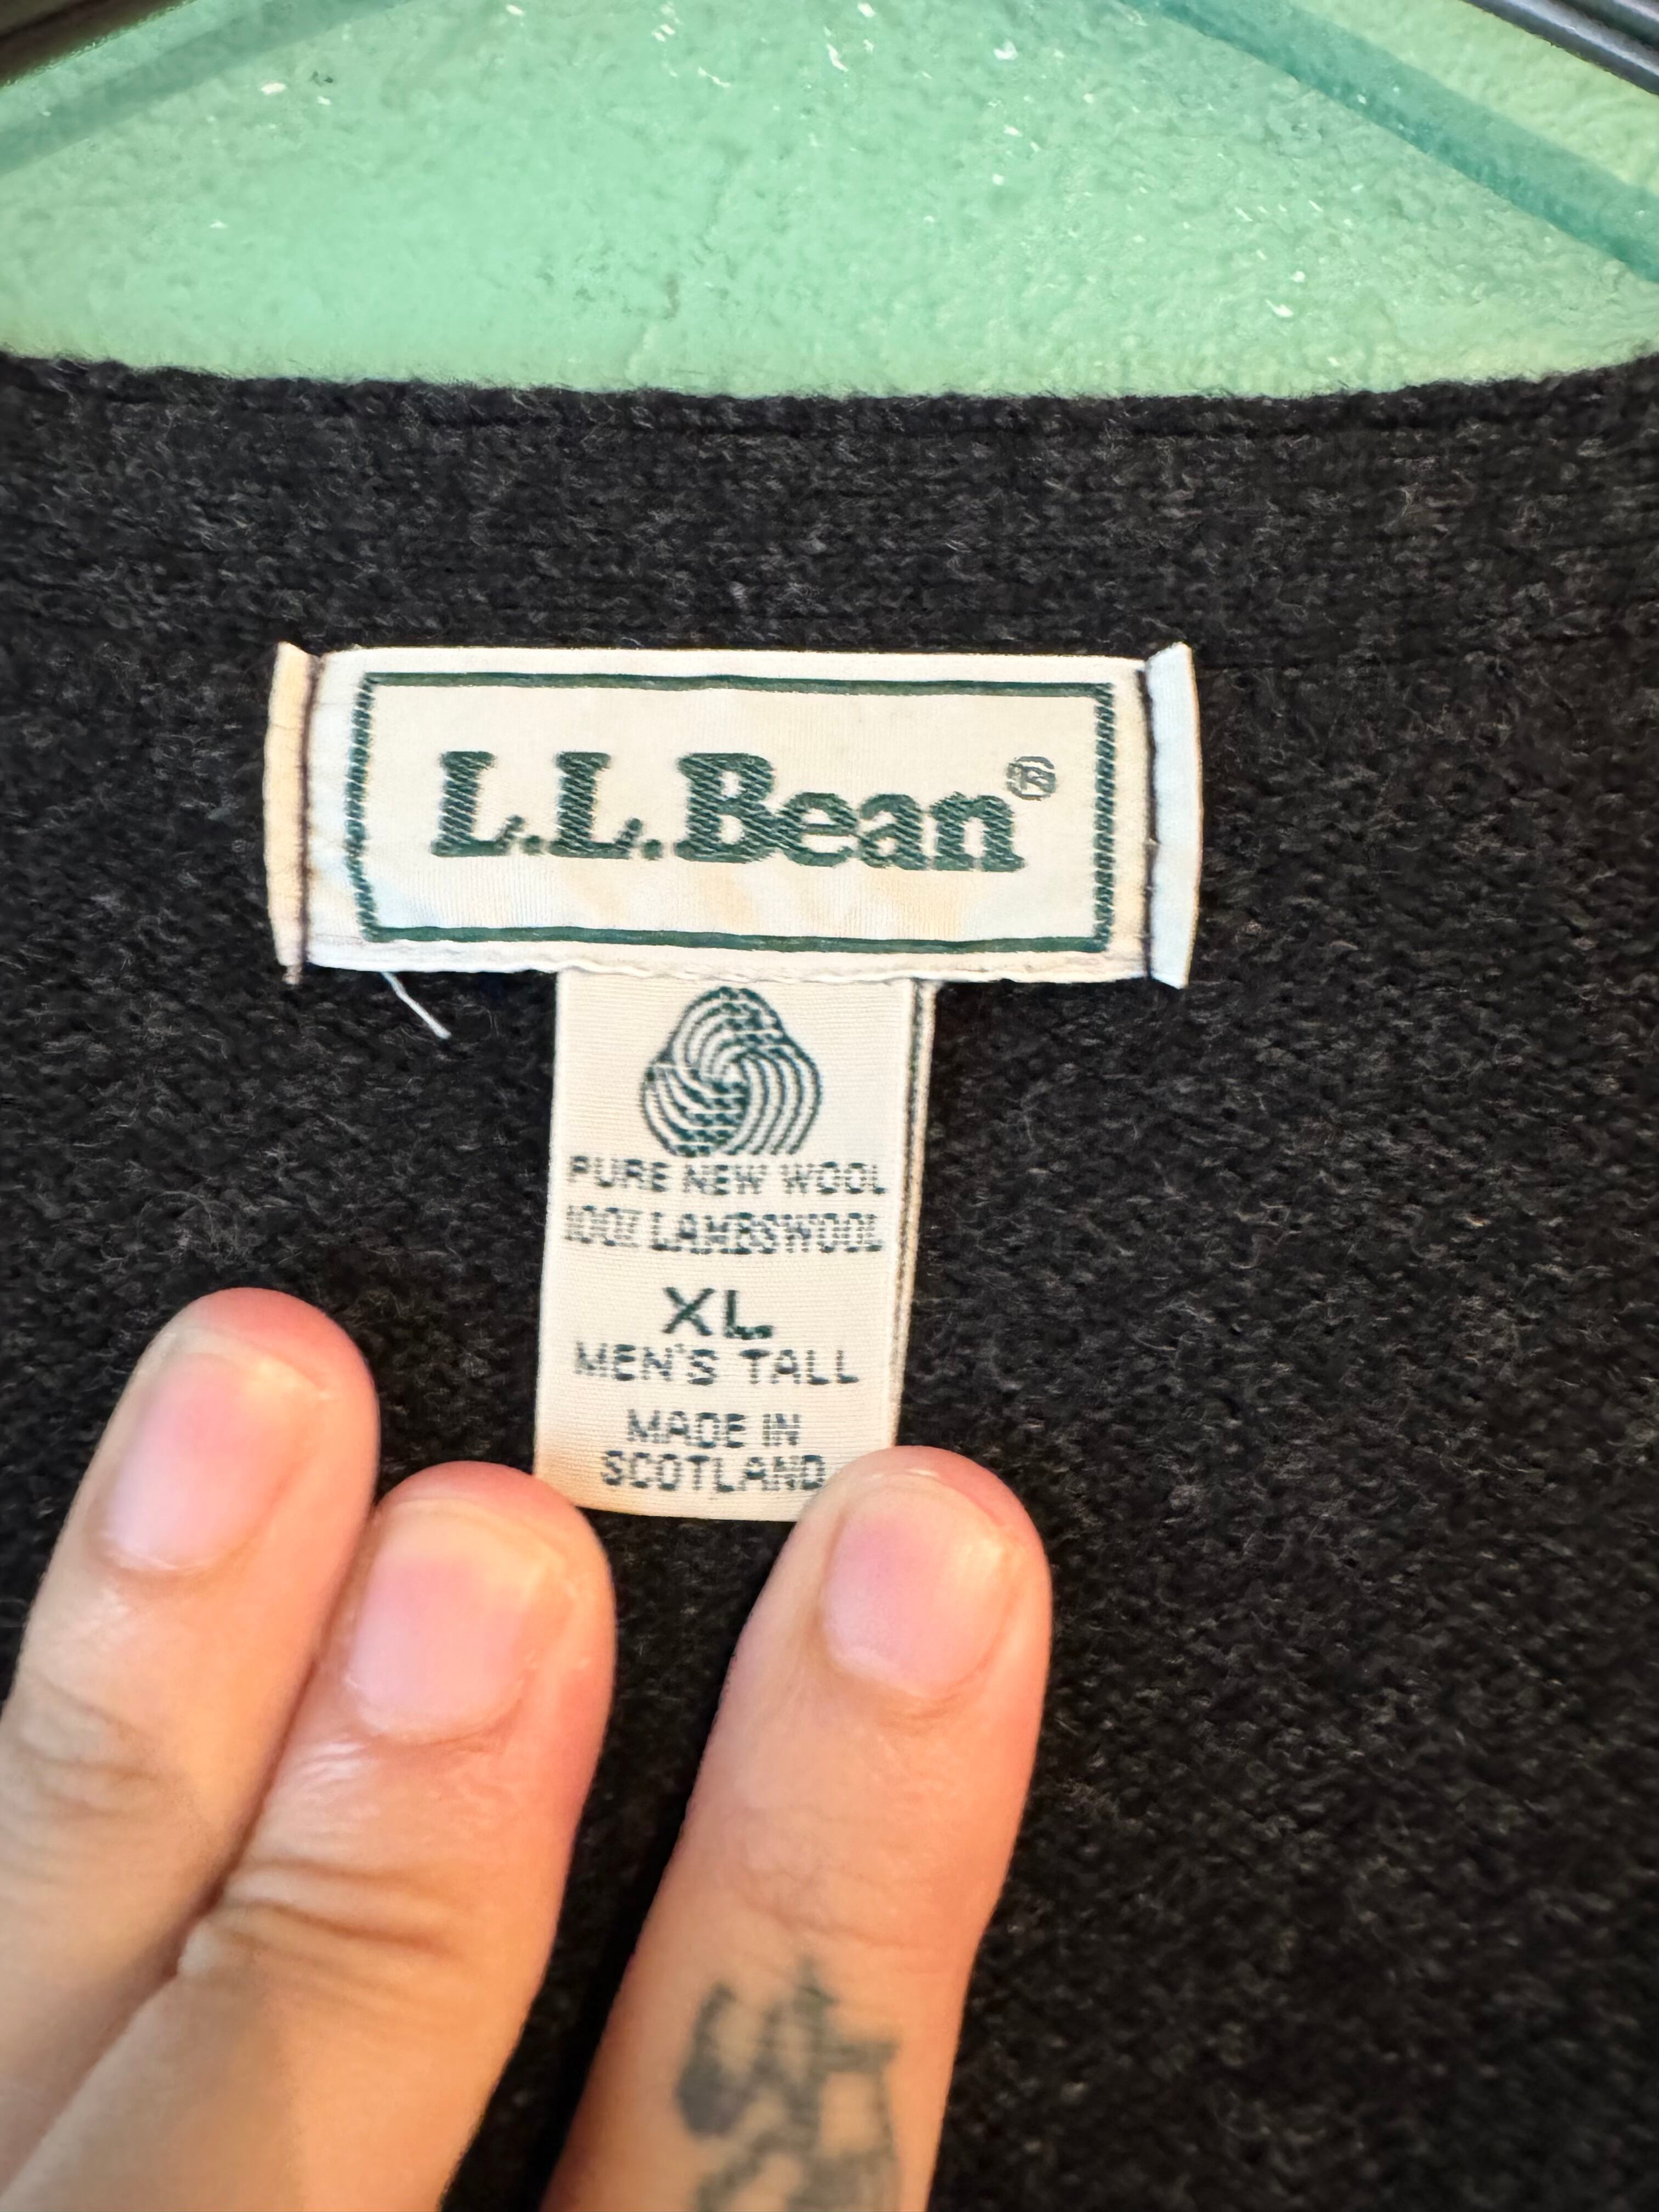 L.L.Bean®
PURE NEW WOOL
100% LAMBSWOOL
XL
MEN'S TALL
MADE IN
SCOTLAND